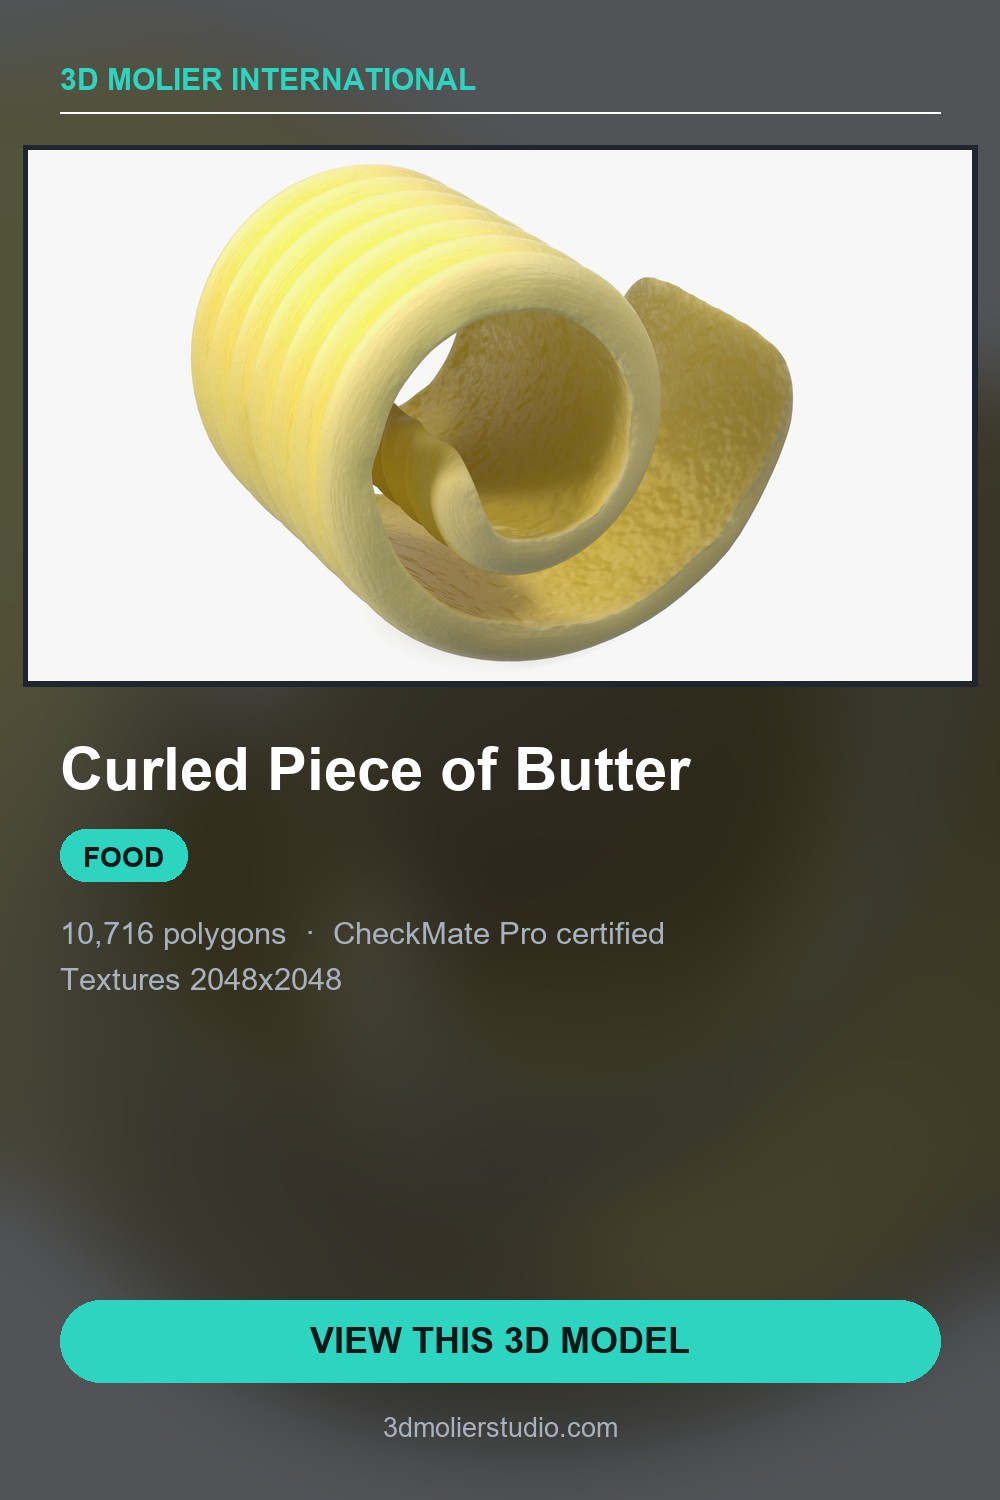 3D MOLIER INTERNATIONAL
Curled Piece of Butter
FOOD
10,716 polygons · CheckMate Pro certified
Textures 2048x2048
VIEW THIS 3D MODEL
3dmolierstudio.com